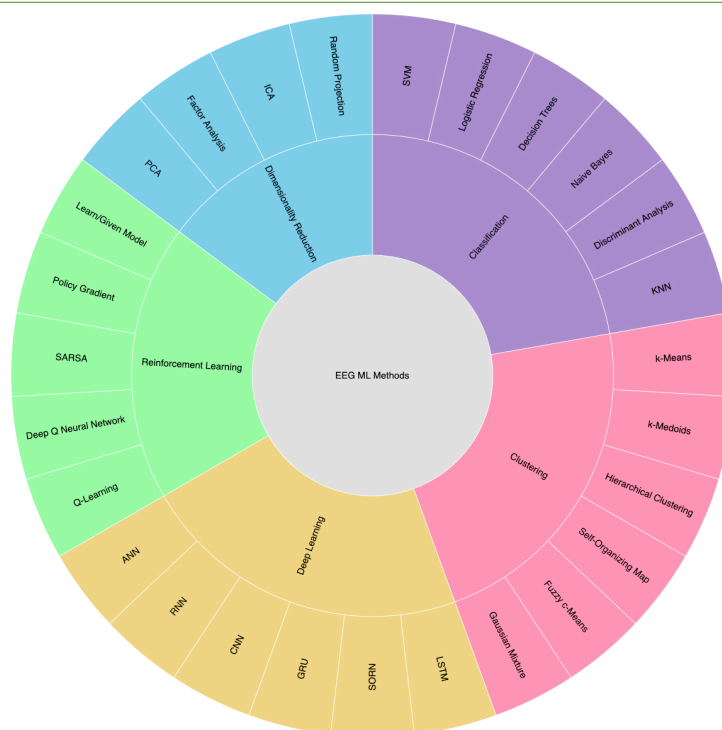 EEG ML Methods
Classification
SVM
Logistic Regression
Decision Trees
Naive Bayes
Discriminant Analysis
KNN
Clustering
k-Means
k-Medoids
Hierarchical Clustering
Self-Organizing Map
Fuzzy c-Means
Gaussian Mixture
Deep Learning
LSTM
SORN
GRU
CNN
RNN
ANN
Reinforcement Learning
Q-Learning
Deep Q Neural Network
SARSA
Policy Gradient
Learn/Given Model
Dimensionality Reduction
PCA
Factor Analysis
ICA
Random Projection